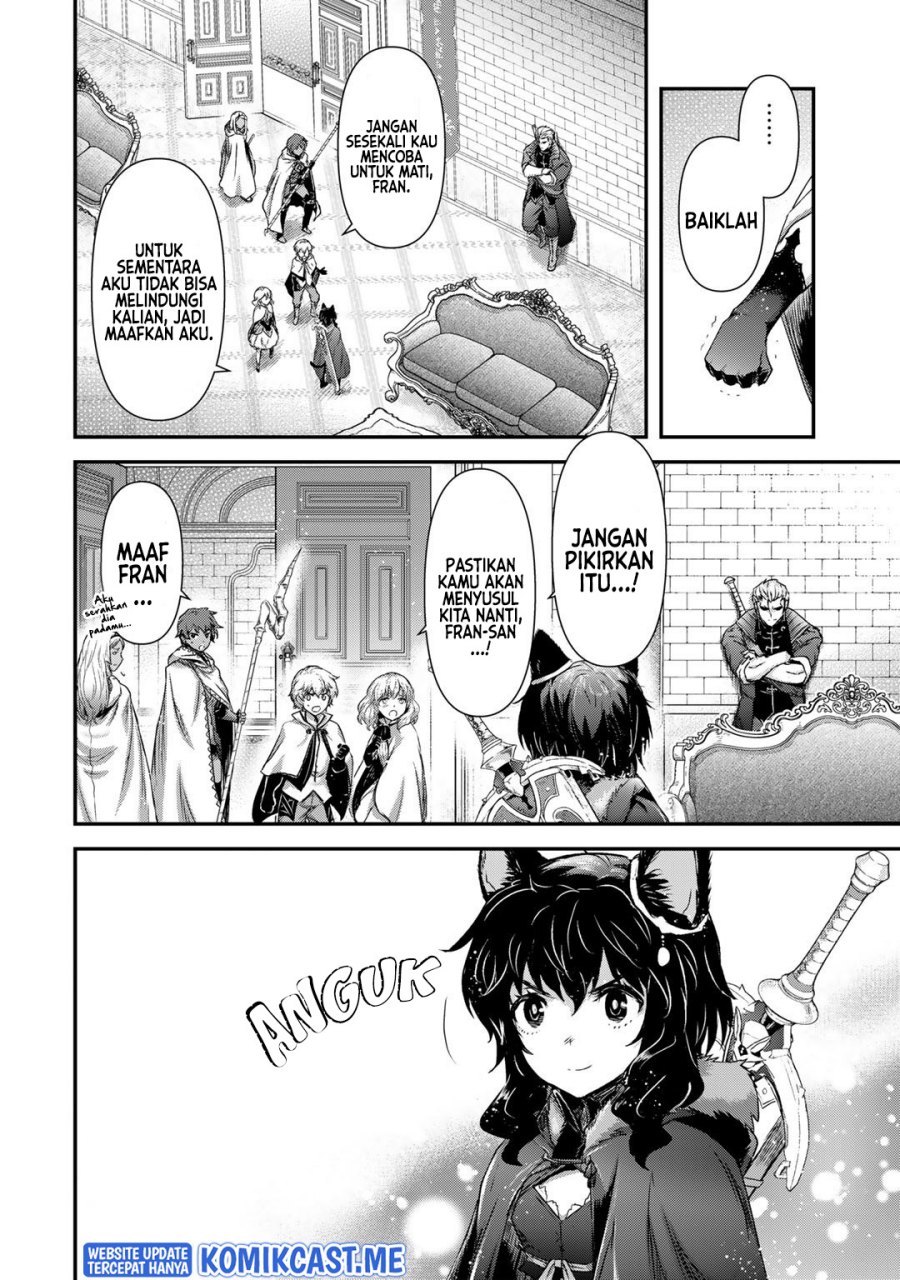 ......
BAIKLAH
JANGAN
SESEKALI KAU
MENCOBA
UNTUK MATI,
FRAN.
UNTUK
SEMENTARA
AKU TIDAK BISA
MELINDUNGI
KALIAN, JADI
MAAFKAN AKU.
JANGAN
PIKIRKAN
ITU...!
PASTIKAN
KAMU AKAN
MENYUSUL
KITA NANTI,
FRAN-SAN
...!
MAAF
FRAN
...
Aku
serahkan
dia
padamu...
ANGUK
WEBSITE UPDATE
TERCEPAT HANYA
KOMIKCAST.ME